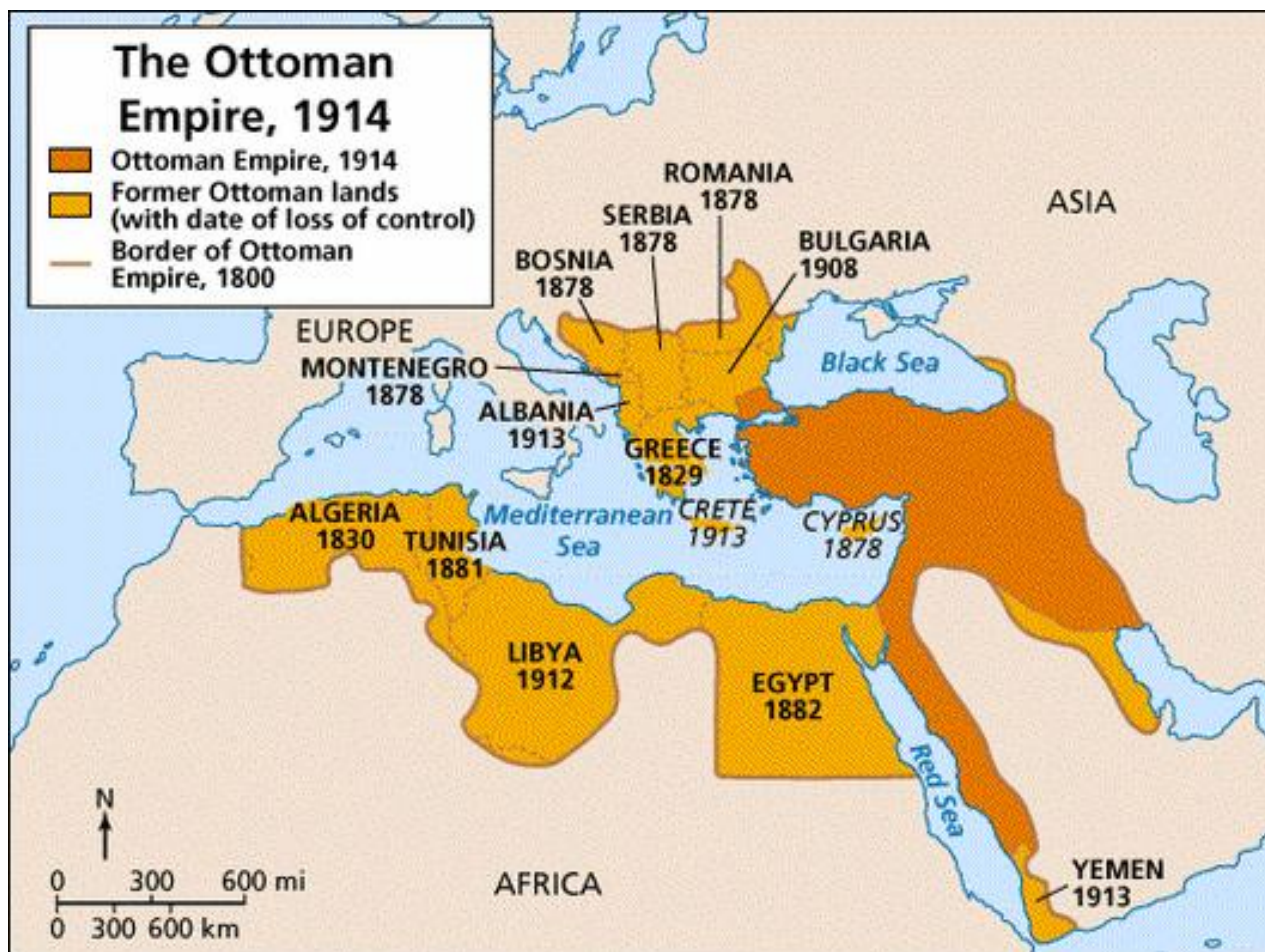 The Ottoman
Empire, 1914
Ottoman Empire, 1914
Former Ottoman lands
(with date of loss of control)
Border of Ottoman
Empire, 1800
ROMANIA
1878
SERBIA
1878
BOSNIA
1878
BULGARIA
1908
ASIA
EUROPE
MONTENEGRO
1878
Black Sea
ALBANIA
1913
GREECE
1829
ALGERIA
1830
TUNISIA
1881
Mediterranean
Sea
CRETE
1913
CYPRUS
1878
LIBYA
1912
EGYPT
1882
Red Sea
YEMEN
1913
AFRICA
N
0 300 600 mi
0 300 600 km